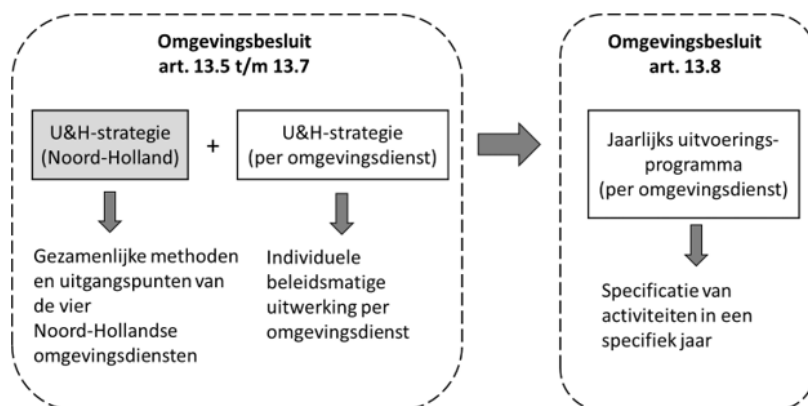 Omgevingsbesluit
art. 13.5 t/m 13.7
U&H-strategie
(Noord-Holland)
+
U&H-strategie
(per omgevingsdienst)
Gezamenlijke methoden
en uitgangspunten van
de vier
Noord-Hollandse
omgevingsdiensten
Individuele
beleidsmatige
uitwerking per
omgevingsdienst
Omgevingsbesluit
art. 13.8
Jaarlijks uitvoerings-
programma
(per omgevingsdienst)
Specificatie van
activiteiten in een
specifiek jaar